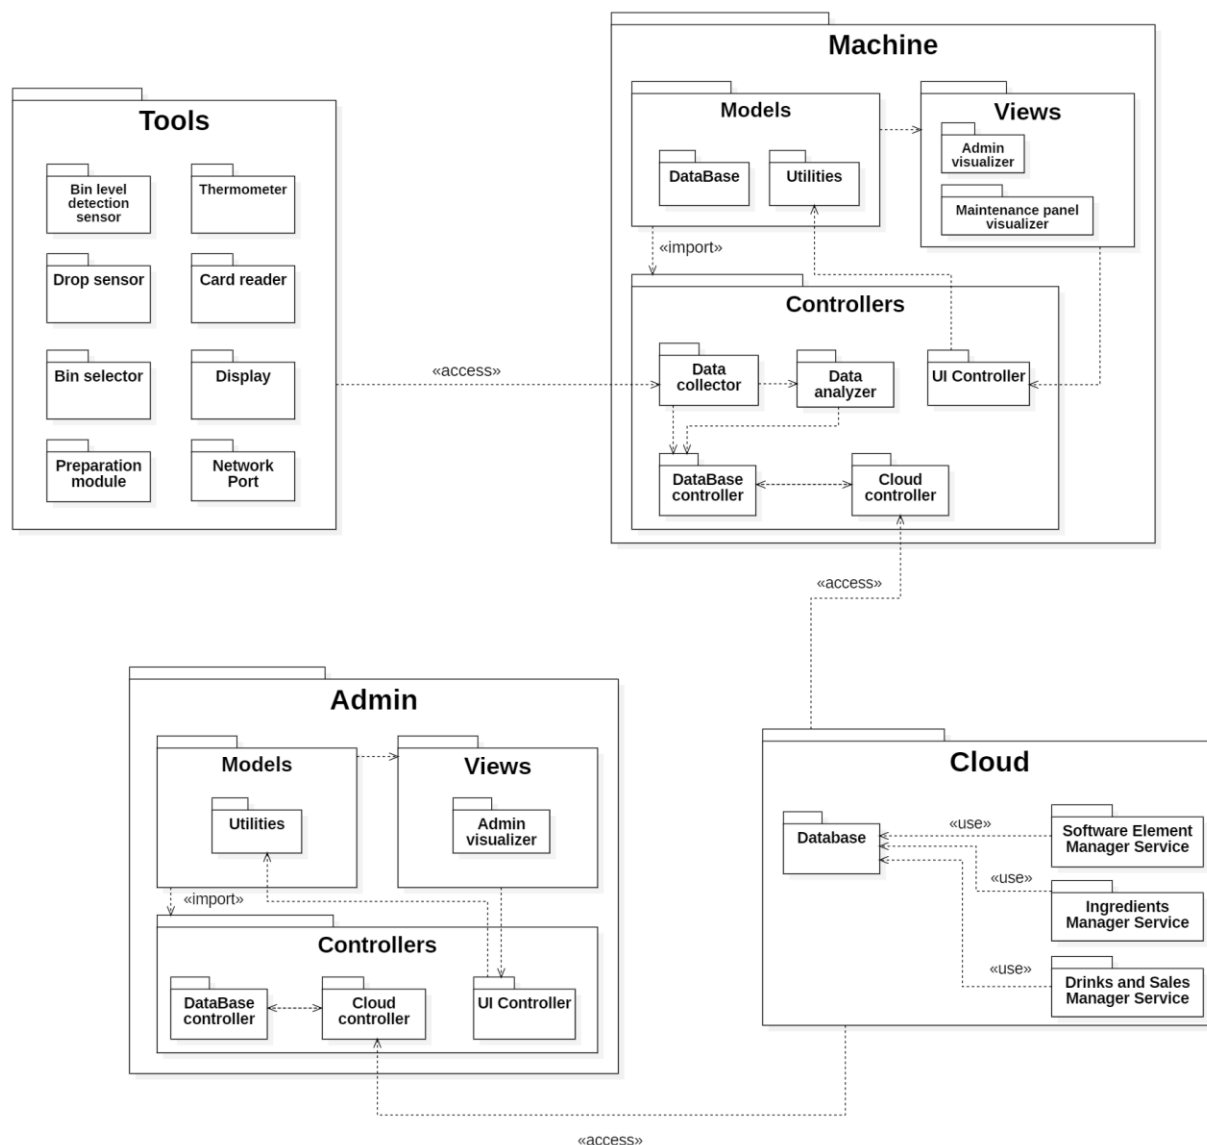 Machine
Models
DataBase
Utilities
Views
Admin
visualizer
Maintenance panel
visualizer
«import»
Controllers
Data
collector
Data
analyzer
UI Controller
DataBase
controller
Cloud
controller
Tools
Bin level
detection
sensor
Thermometer
Drop sensor
Card reader
Bin selector
Display
Preparation
module
Network
Port
«access»
«access»
Admin
Models
Utilities
Views
Admin
visualizer
«import»
Controllers
DataBase
controller
Cloud
controller
UI Controller
Cloud
Database
«use»
Software Element
Manager Service
«use»
Ingredients
Manager Service
«use»
Drinks and Sales
Manager Service
«access»